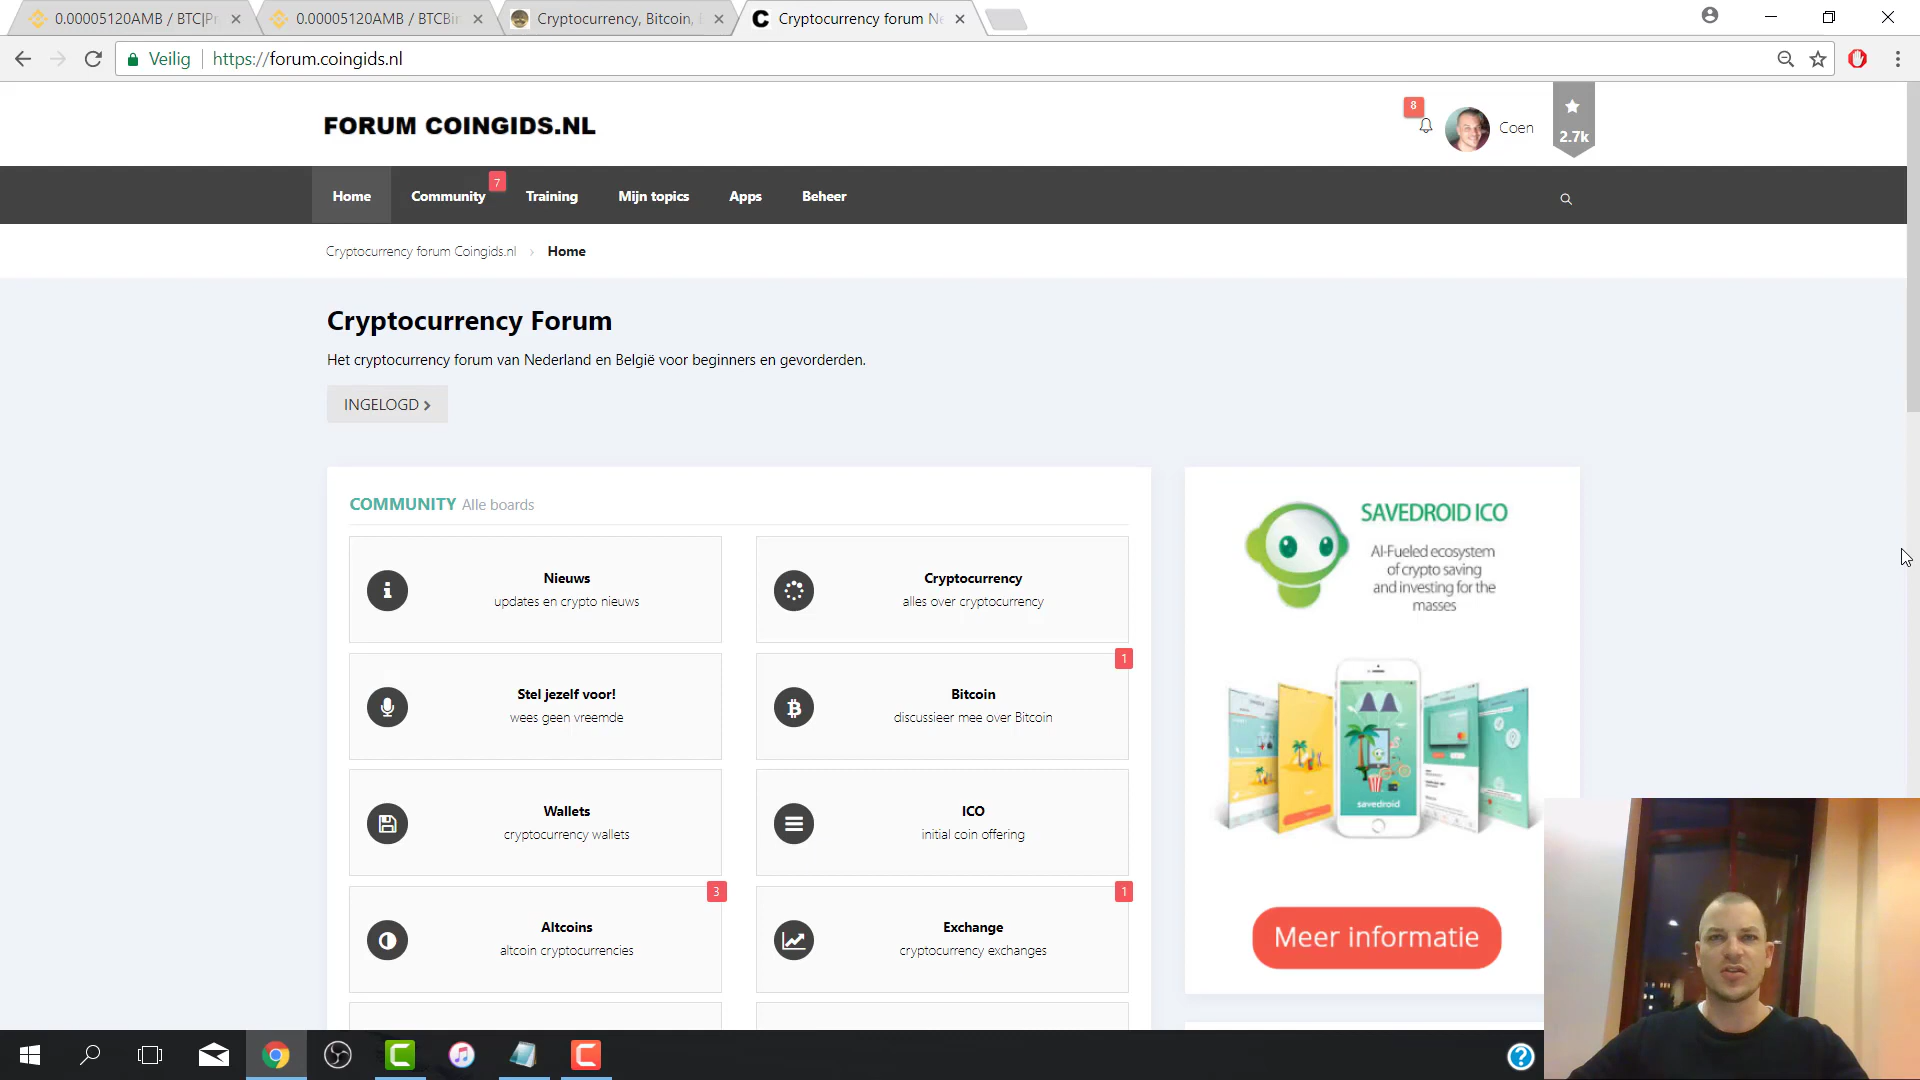 0.00005120AMB / BTC|Pr
0.00005120AMB / BTCBin
Cryptocurrency, Bitcoin,
Cryptocurrency forum Ne
Veilig
https://forum.coingids.nl
FORUM COINGIDS.NL
8
Coen
2.7k
Home
Community
7
Training
Mijn topics
Apps
Beheer
Cryptocurrency forum Coingids.nl › Home
Cryptocurrency Forum
Het cryptocurrency forum van Nederland en België voor beginners en gevorderden.
INGELOGD
COMMUNITY Alle boards
Nieuws
updates en crypto nieuws
Cryptocurrency
alles over cryptocurrency
Stel jezelf voor!
wees geen vreemde
1
Bitcoin
discussieer mee over Bitcoin
Wallets
cryptocurrency wallets
ICO
initial coin offering
3
Altcoins
altcoin cryptocurrencies
1
Exchange
cryptocurrency exchanges
SAVEDROID ICO
AI-Fueled ecosystem
of crypto saving
and investing for the
masses
savedroid
Meer informatie